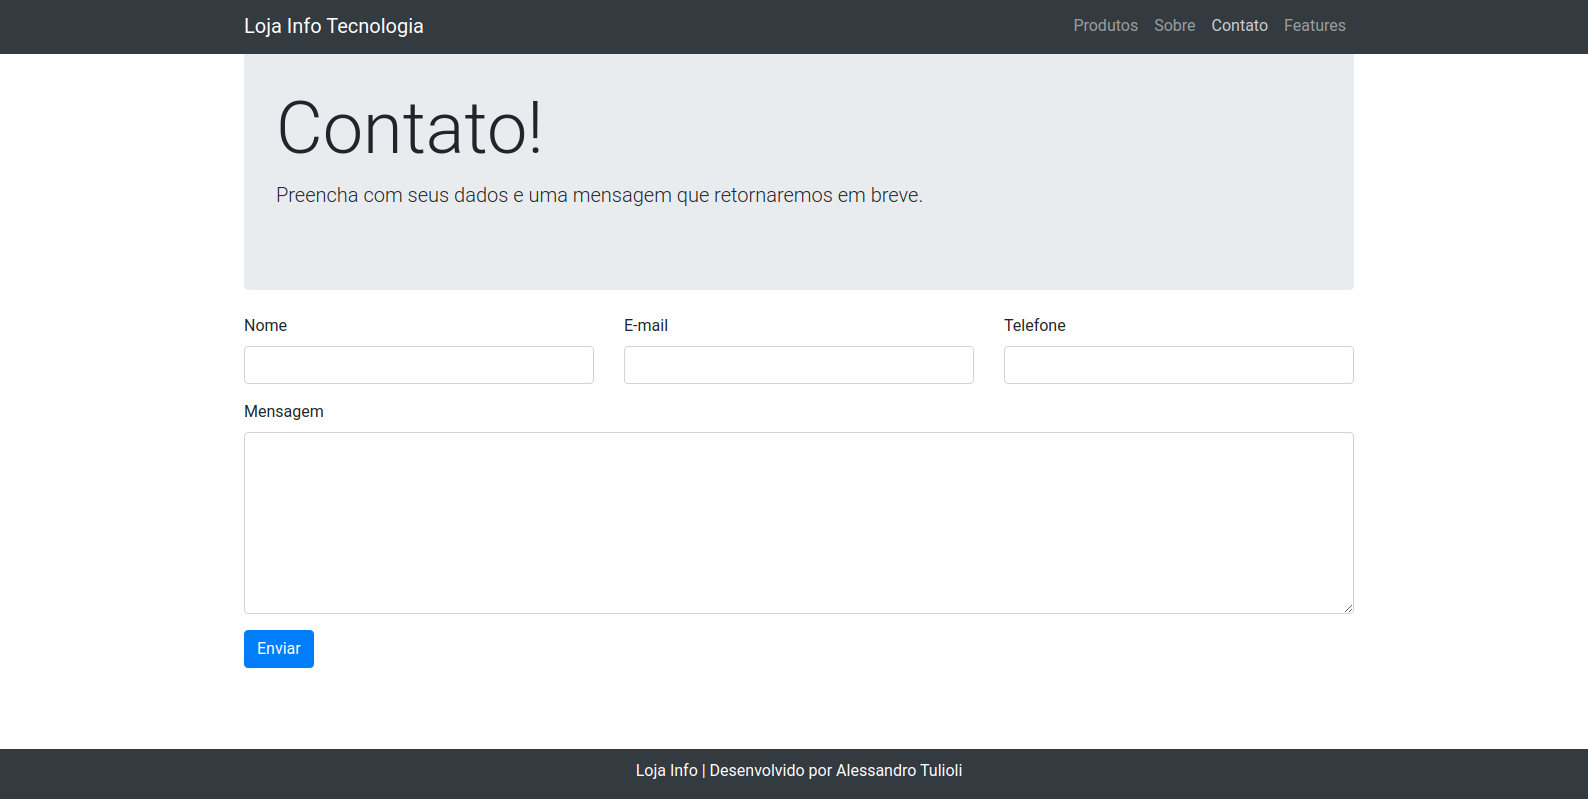 Loja Info Tecnologia
Produtos Sobre Contato Features
Contato!
Preencha com seus dados e uma mensagem que retornaremos em breve.
Nome
E-mail
Telefone
Mensagem
Enviar
Loja Info | Desenvolvido por Alessandro Tulioli